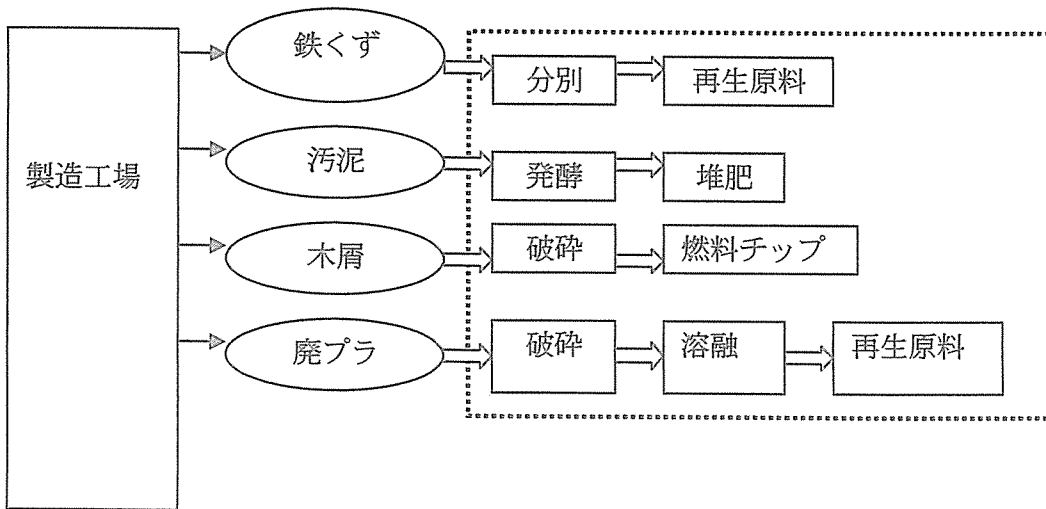 製造工場
鉄くず
分別
再生原料
汚泥
発酵
堆肥
木屑
破砕
燃料チップ
廃プラ
破砕
溶融
再生原料